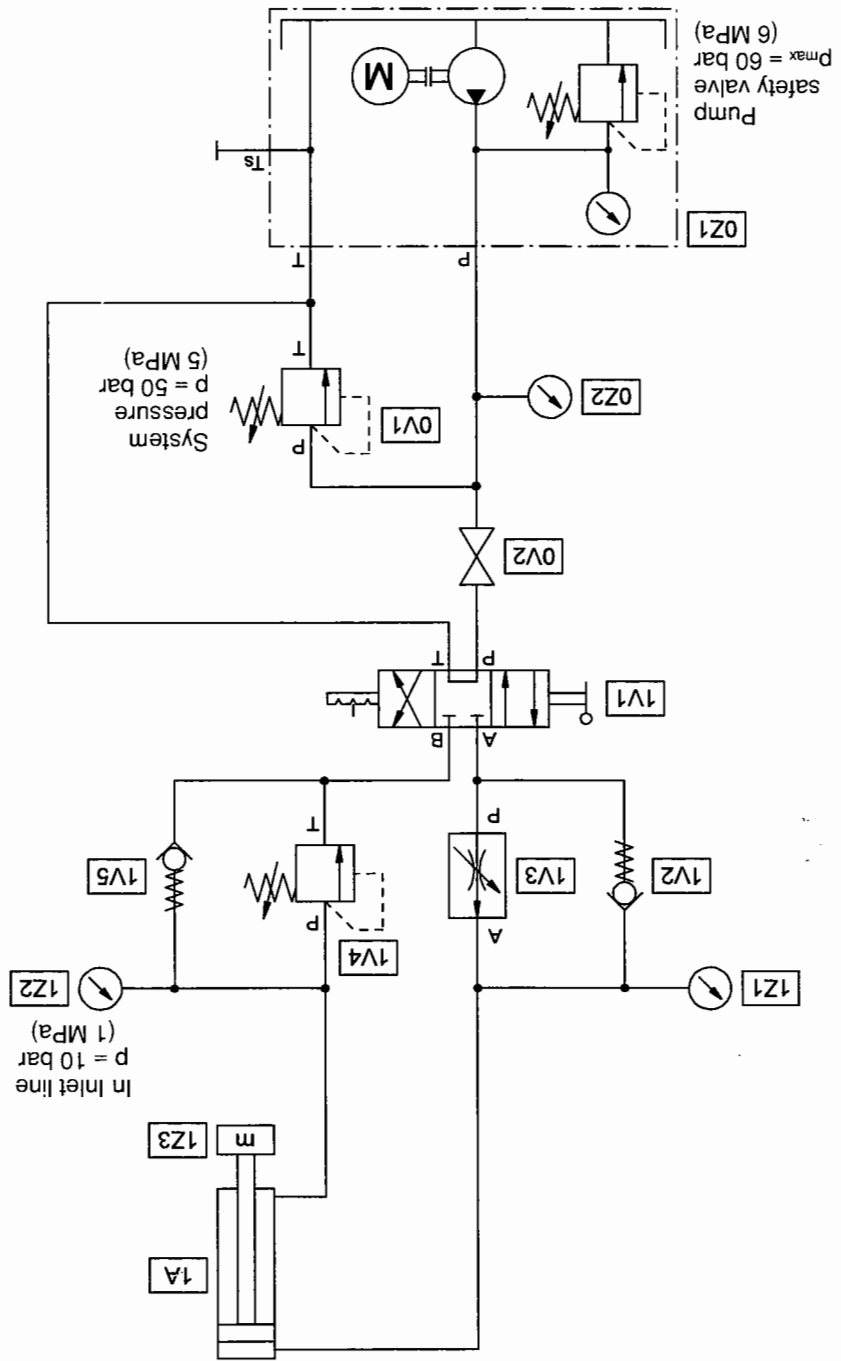 1A
m
1Z3
In Inlet line
p = 10 bar
(1 MPa)
1Z1
1Z2
1V4
A
P
1V2
1V3
1V5
P
T
A
B
1V1
P
T
0V2
P
System
pressure
p = 50 bar
(5 MPa)
0V1
0Z2
T
P
T
0Z1
Ts
Pump
safety valve
pmax = 60 bar
(6 MPa)
M